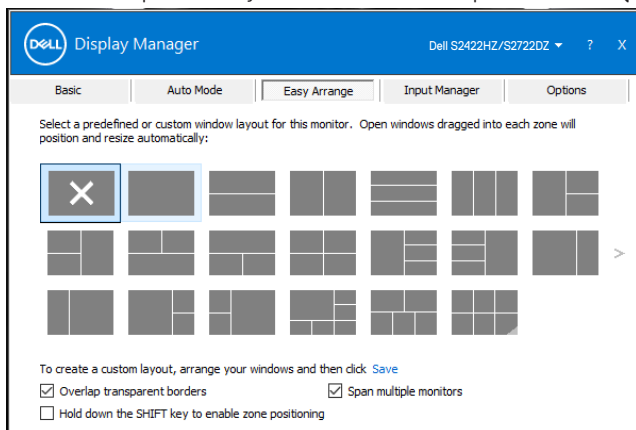 DELL Display Manager Dell S2422HZ/S2722DZ ? X
Basic Auto Mode Easy Arrange Input Manager Options
Select a predefined or custom window layout for this monitor. Open windows dragged into each zone will
position and resize automatically:
>
To create a custom layout, arrange your windows and then click Save
Overlap transparent borders Span multiple monitors
Hold down the SHIFT key to enable zone positioning